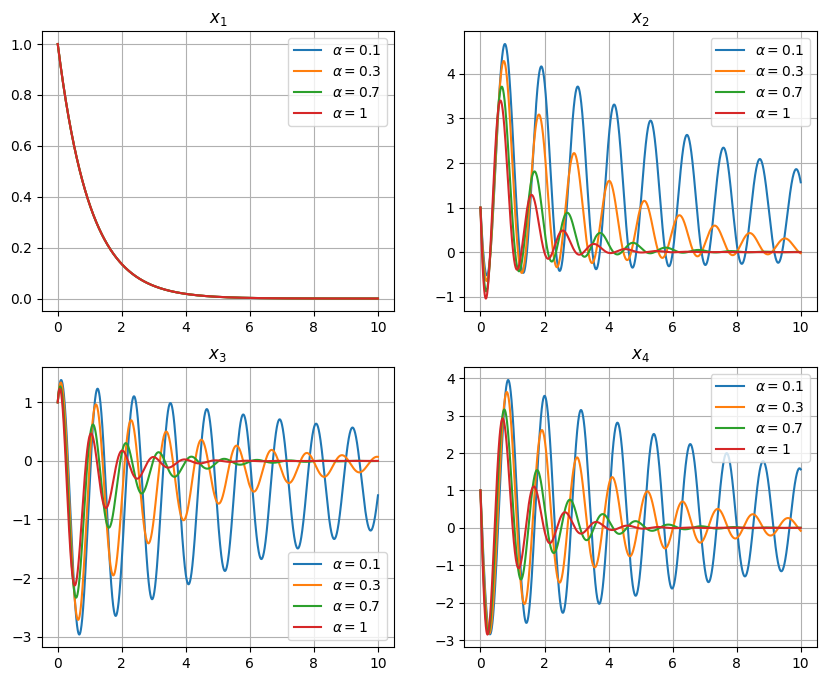 x₁
1.0
0.8
0.6
0.4
0.2
0.0
0 2 4 6 8 10
α = 0.1
α = 0.3
α = 0.7
α = 1
x₂
4
3
2
1
0
−1
0 2 4 6 8 10
α = 0.1
α = 0.3
α = 0.7
α = 1
x₃
1
0
−1
−2
−3
0 2 4 6 8 10
α = 0.1
α = 0.3
α = 0.7
α = 1
x₄
4
3
2
1
0
−1
−2
−3
0 2 4 6 8 10
α = 0.1
α = 0.3
α = 0.7
α = 1